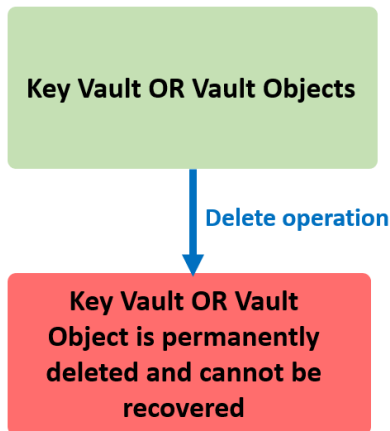 Key Vault OR Vault Objects
Delete operation
Key Vault OR Vault
Object is permanently
deleted and cannot be
recovered